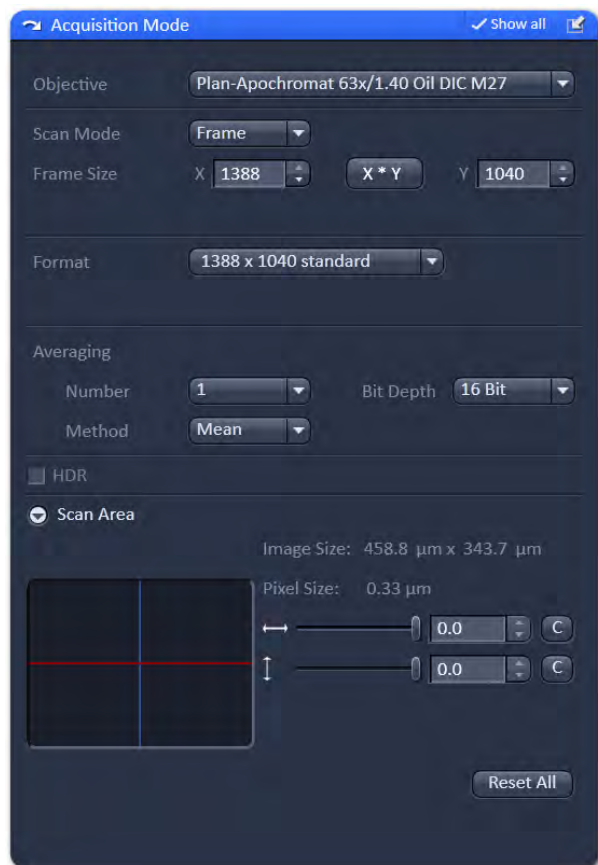 Acquisition Mode Show all
Objective Plan-Apochromat 63x/1.40 Oil DIC M27
Scan Mode Frame
Frame Size X 1388 X * Y Y 1040
Format 1388 x 1040 standard
Averaging
Number 1 Bit Depth 16 Bit
Method Mean
HDR
Scan Area
Image Size: 458.8 µm x 343.7 µm
Pixel Size: 0.33 µm
0.0 C
0.0 C
Reset All